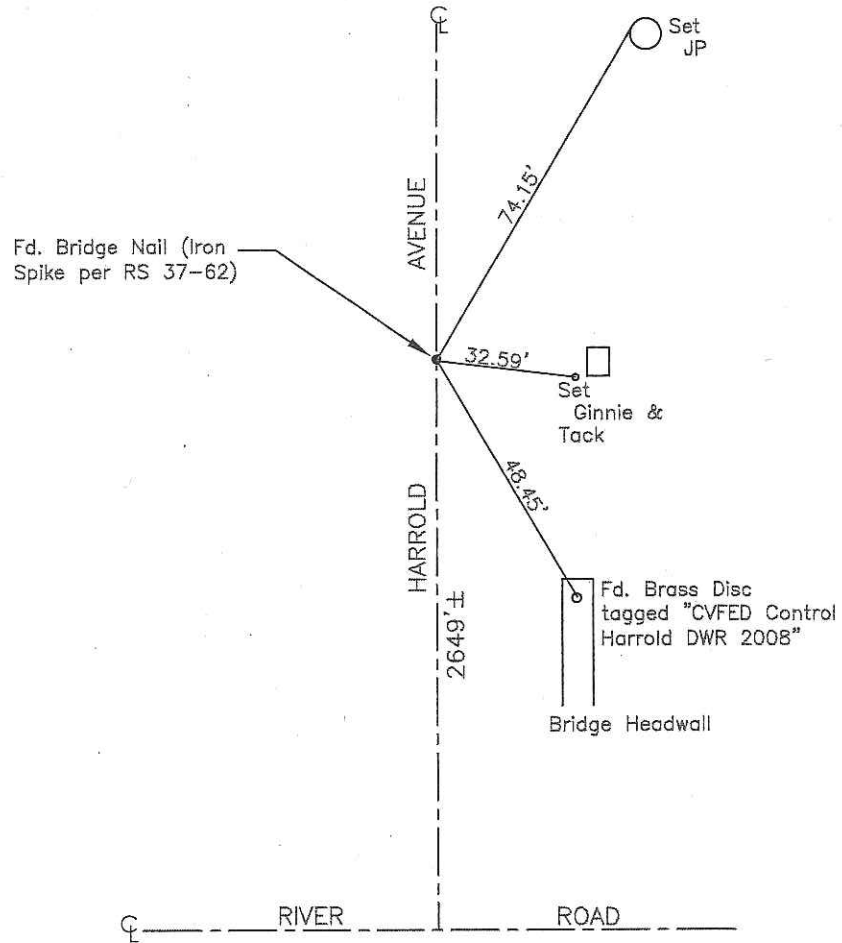 ℄
Set
JP
74.15'
AVENUE
Fd. Bridge Nail (Iron
Spike per RS 37-62)
32.59'
Set
Ginnie &
Tack
48.45'
HARROLD
2649'±
Fd. Brass Disc
tagged "CVFED Control
Harrold DWR 2008"
Bridge Headwall
℄ RIVER ROAD